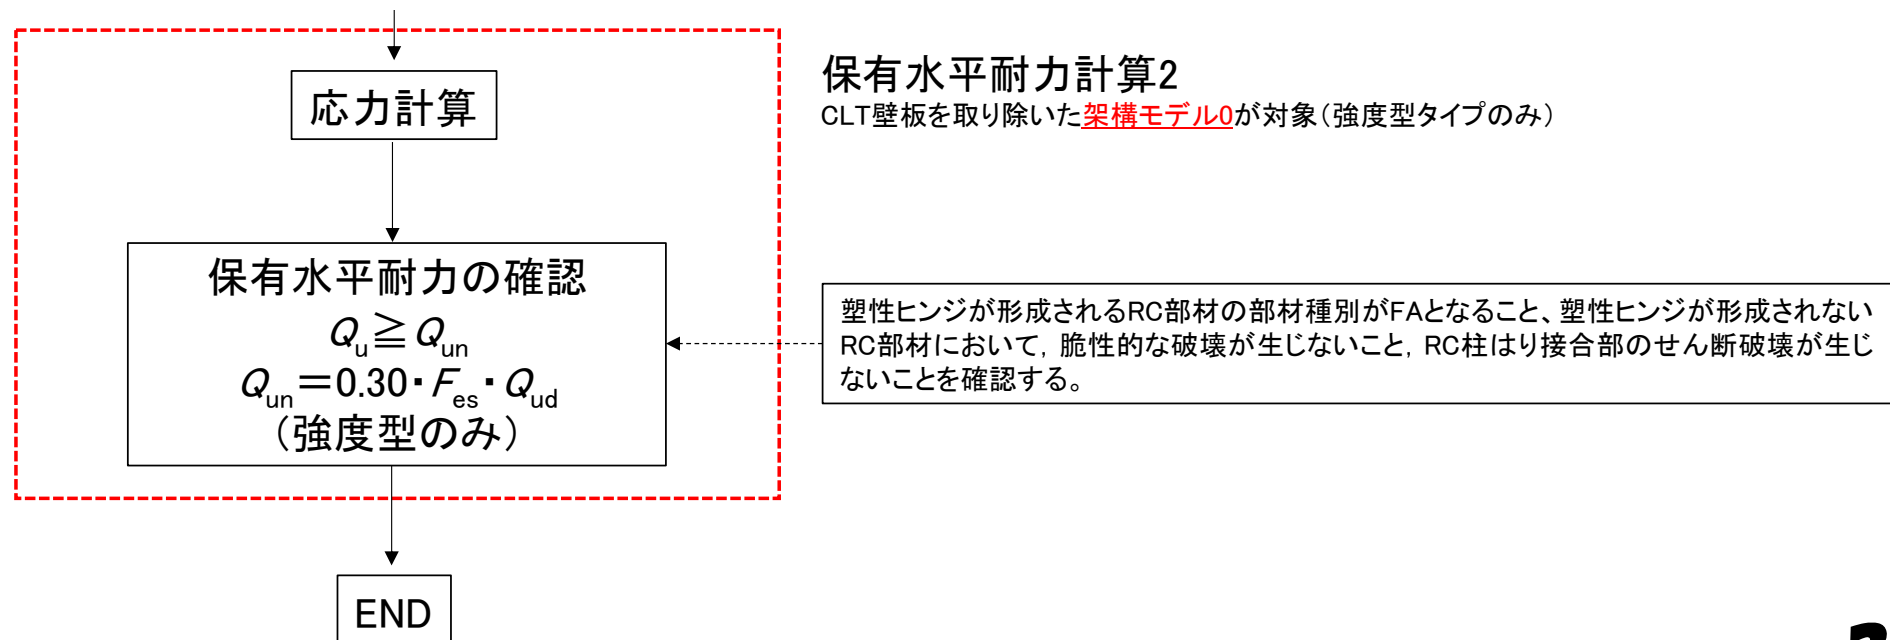 応力計算
保有水平耐力計算2
CLT壁板を取り除いた架構モデル0が対象（強度型タイプのみ）
保有水平耐力の確認
Qu≧Qun
Qun＝0.30・Fes・Qud
（強度型のみ）
塑性ヒンジが形成されるRC部材の部材種別がFAとなること、塑性ヒンジが形成されない
RC部材において，脆性的な破壊が生じないこと，RC柱はり接合部のせん断破壊が生じ
ないことを確認する。
END